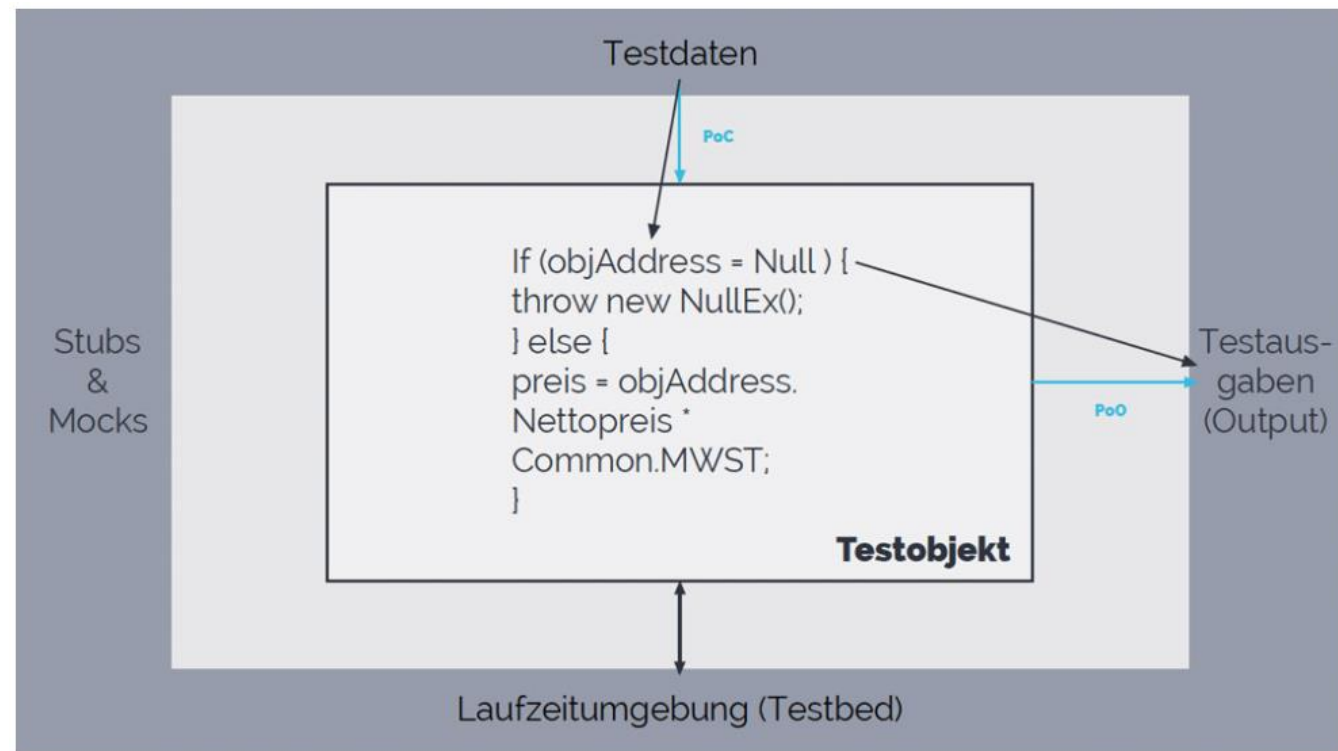 Testdaten
PoC
If (objAddress = Null ) {
throw new NullEx();
} else {
preis = objAddress.
Nettopreis *
Common.MWST;
}
Testobjekt
Stubs
&
Mocks
PoO
Testaus-
gaben
(Output)
Laufzeitumgebung (Testbed)